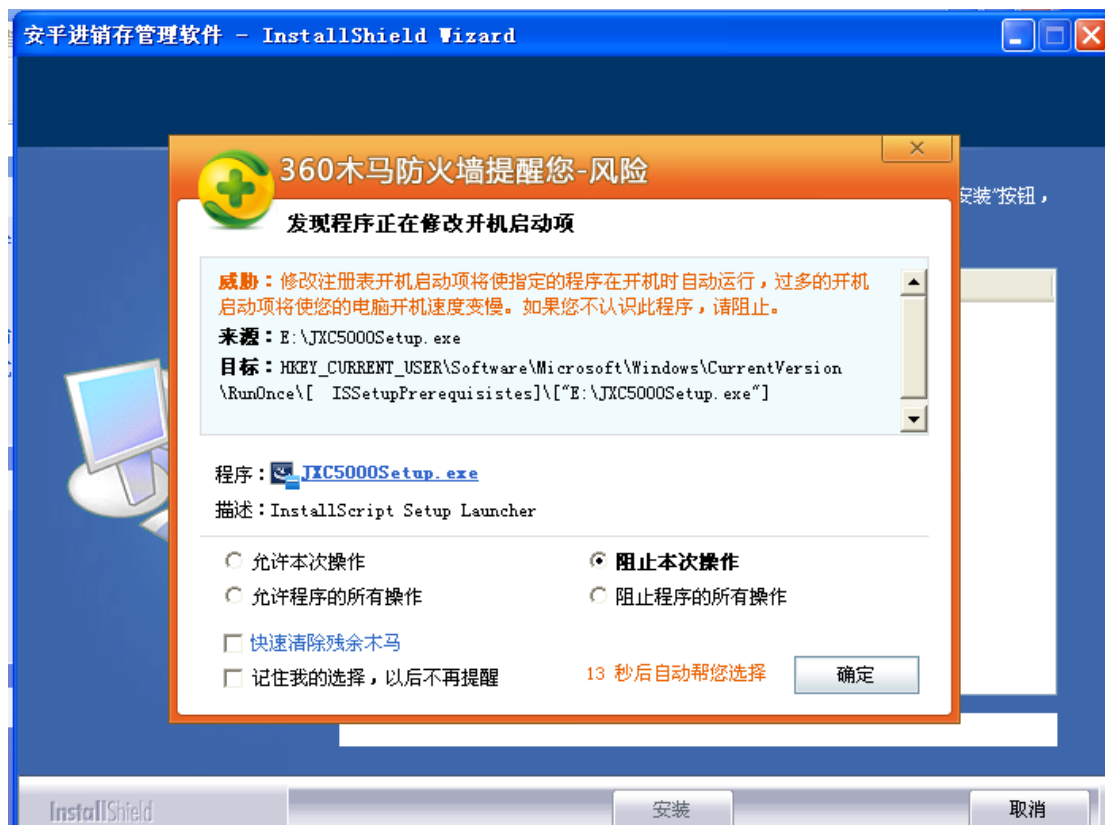 安平进销存管理软件 - InstallShield Wizard
360木马防火墙提醒您-风险
安装"按钮，
发现程序正在修改开机启动项
威胁：修改注册表开机启动项将使指定的程序在开机时自动运行，过多的开机
启动项将使您的电脑开机速度变慢。如果您不认识此程序，请阻止。
来源：E:\JXC5000Setup.exe
目标：HKEY_CURRENT_USER\Software\Microsoft\Windows\CurrentVersion
\RunOnce\[ ISSetupPrerequisistes]\["E:\JXC5000Setup.exe"]
程序：JXC5000Setup.exe
描述：InstallScript Setup Launcher
允许本次操作 阻止本次操作
允许程序的所有操作 阻止程序的所有操作
快速清除残余木马
记住我的选择，以后不再提醒 13 秒后自动帮您选择 确定
InstallShield 安装 取消